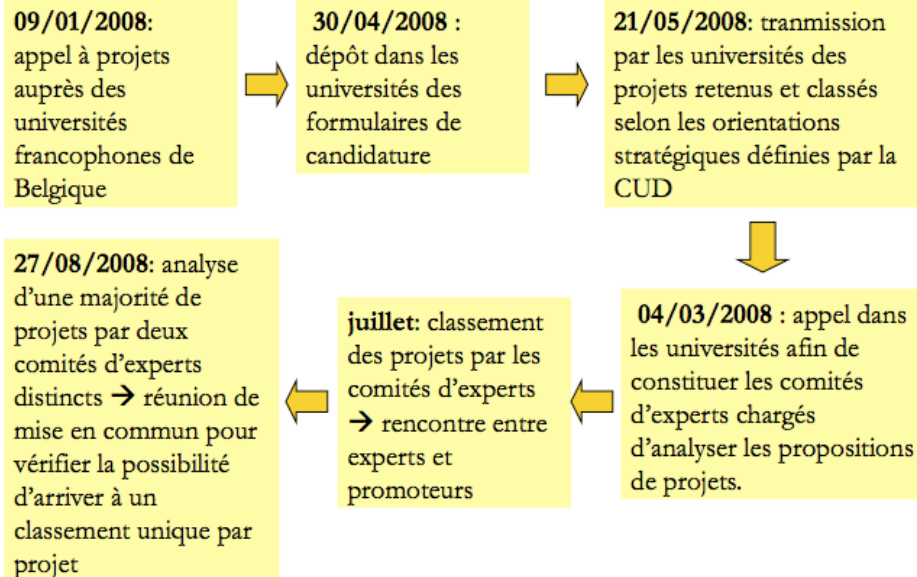 09/01/2008:
appel à projets
auprès des
universités
francophones de
Belgique
30/04/2008 :
dépôt dans les
universités des
formulaires de
candidature
21/05/2008: tranmission
par les universités des
projets retenus et classés
selon les orientations
stratégiques définies par la
CUD
04/03/2008 : appel dans
les universités afin de
constituer les comités
d'experts chargés
d'analyser les propositions
de projets.
juillet: classement
des projets par les
comités d'experts
→ rencontre entre
experts et
promoteurs
27/08/2008: analyse
d'une majorité de
projets par deux
comités d'experts
distincts → réunion de
mise en commun pour
vérifier la possibilité
d'arriver à un
classement unique par
projet